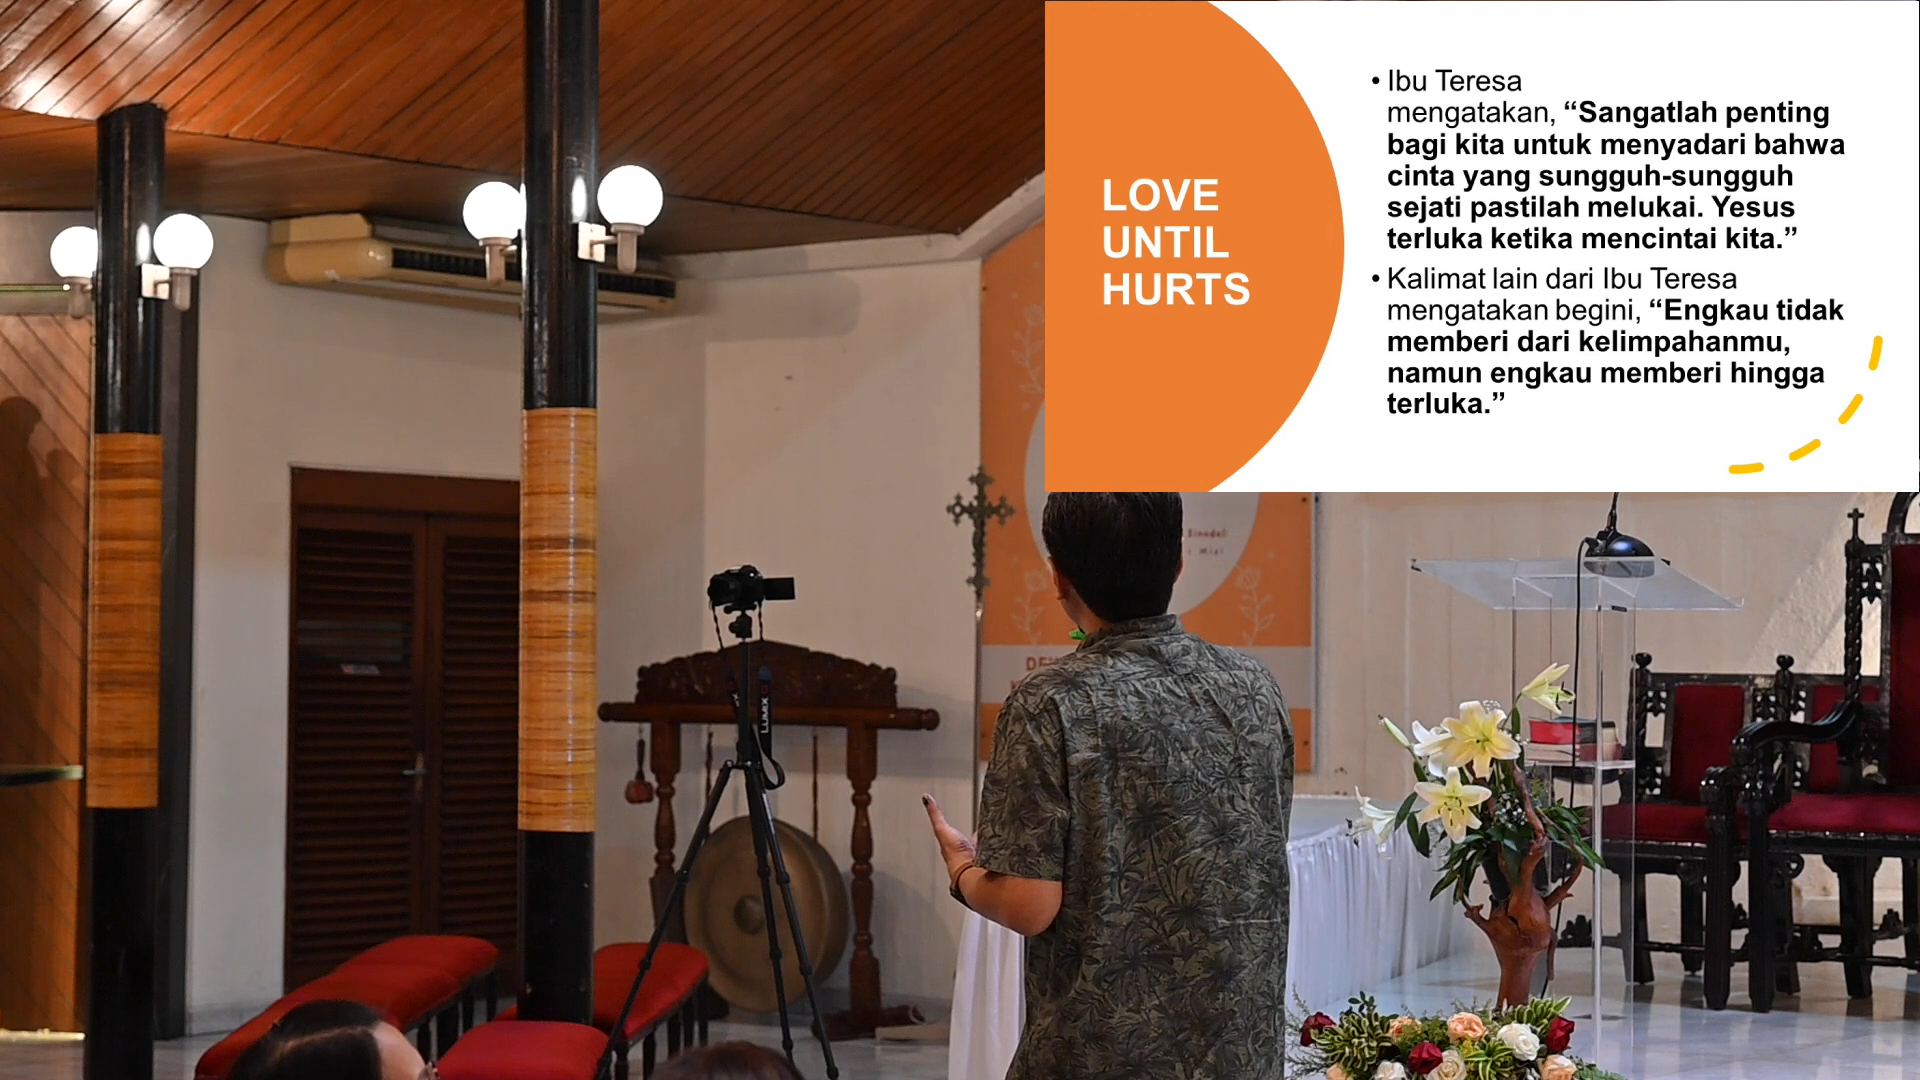 LOVE
UNTIL
HURTS
• Ibu Teresa
mengatakan, “Sangatlah penting
bagi kita untuk menyadari bahwa
cinta yang sungguh-sungguh
sejati pastilah melukai. Yesus
terluka ketika mencintai kita.”
• Kalimat lain dari Ibu Teresa
mengatakan begini, “Engkau tidak
memberi dari kelimpahanmu,
namun engkau memberi hingga
terluka.”
LUMIX